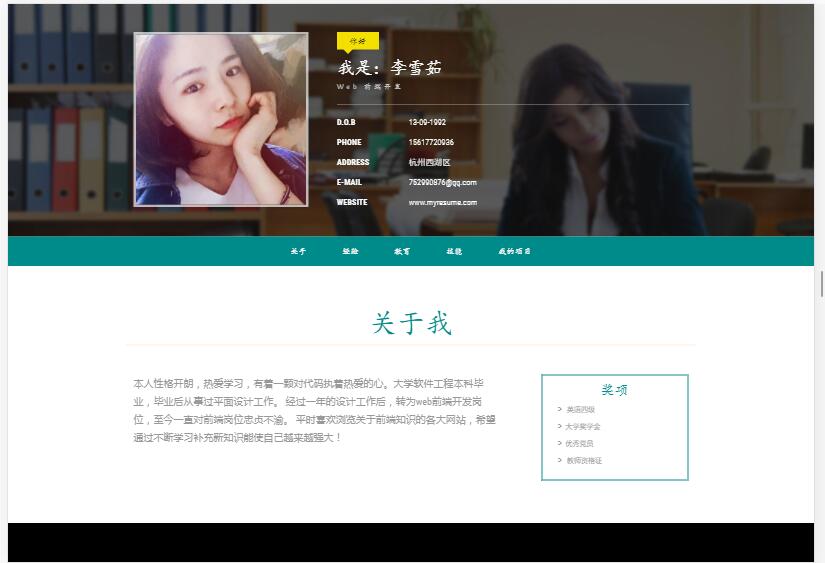 你好
我是：李雪茹
Web 前端开发
D.O.B 13-09-1992
PHONE 15617720936
ADDRESS 杭州西湖区
E-MAIL 752990876@qq.com
WEBSITE www.myresume.com
关于 经验 教育 技能 我的项目
关于我
本人性格开朗，热爱学习，有着一颗对代码执着热爱的心。大学软件工程本科毕
业，毕业后从事过平面设计工作。 经过一年的设计工作后，转为web前端开发岗
位，至今一直对前端岗位忠贞不渝。 平时喜欢浏览关于前端知识的各大网站，希望
通过不断学习补充新知识能使自已越来越强大！
奖项
> 英语四级
> 大学奖学金
> 优秀党员
> 教师资格证